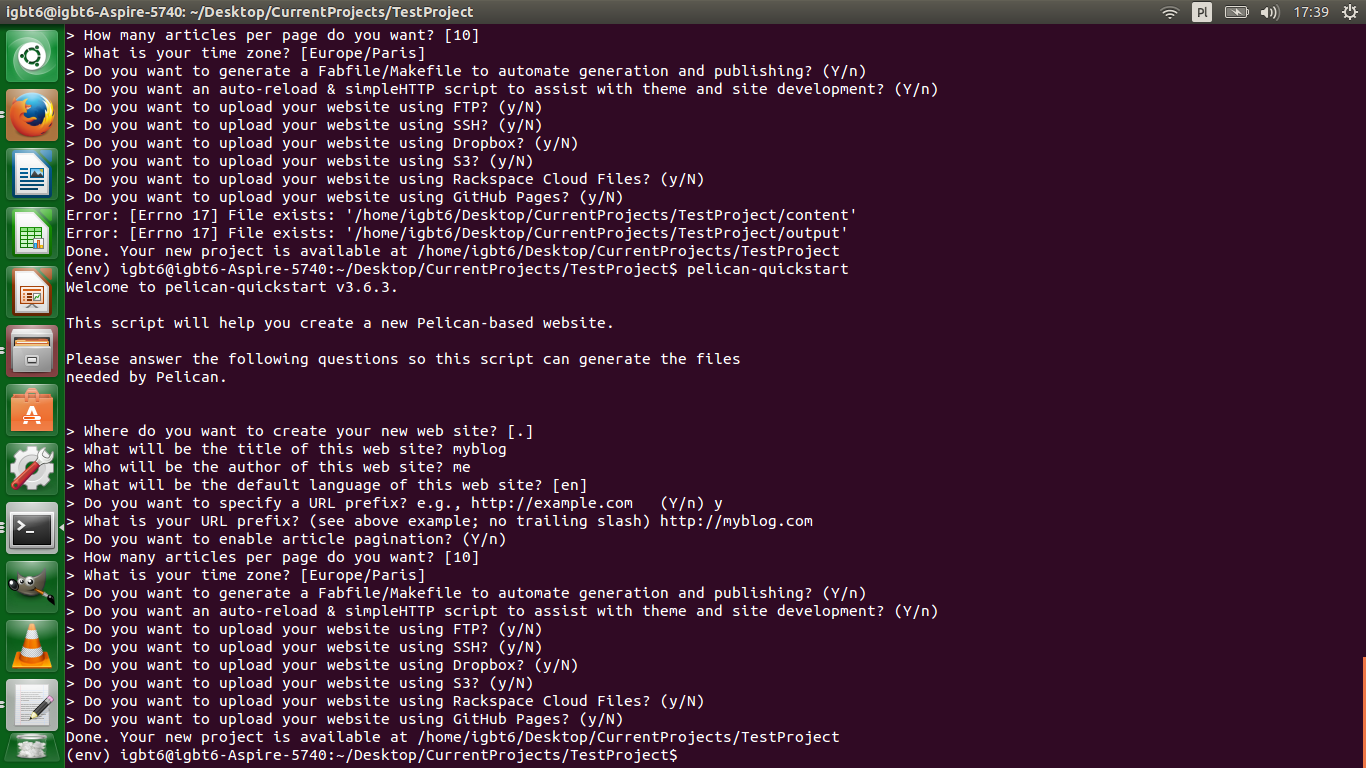 igbt6@igbt6-Aspire-5740: ~/Desktop/CurrentProjects/TestProject
Pl
17:39
> How many articles per page do you want? [10]
> What is your time zone? [Europe/Paris]
> Do you want to generate a Fabfile/Makefile to automate generation and publishing? (Y/n)
> Do you want an auto-reload & simpleHTTP script to assist with theme and site development? (Y/n)
> Do you want to upload your website using FTP? (y/N)
> Do you want to upload your website using SSH? (y/N)
> Do you want to upload your website using Dropbox? (y/N)
> Do you want to upload your website using S3? (y/N)
> Do you want to upload your website using Rackspace Cloud Files? (y/N)
> Do you want to upload your website using GitHub Pages? (y/N)
Error: [Errno 17] File exists: '/home/igbt6/Desktop/CurrentProjects/TestProject/content'
Error: [Errno 17] File exists: '/home/igbt6/Desktop/CurrentProjects/TestProject/output'
Done. Your new project is available at /home/igbt6/Desktop/CurrentProjects/TestProject
(env) igbt6@igbt6-Aspire-5740:~/Desktop/CurrentProjects/TestProject$ pelican-quickstart
Welcome to pelican-quickstart v3.6.3.
This script will help you create a new Pelican-based website.
Please answer the following questions so this script can generate the files
needed by Pelican.
> Where do you want to create your new web site? [.]
> What will be the title of this web site? myblog
> Who will be the author of this web site? me
> What will be the default language of this web site? [en]
> Do you want to specify a URL prefix? e.g., http://example.com   (Y/n) y
> What is your URL prefix? (see above example; no trailing slash) http://myblog.com
> Do you want to enable article pagination? (Y/n)
> How many articles per page do you want? [10]
> What is your time zone? [Europe/Paris]
> Do you want to generate a Fabfile/Makefile to automate generation and publishing? (Y/n)
> Do you want an auto-reload & simpleHTTP script to assist with theme and site development? (Y/n)
> Do you want to upload your website using FTP? (y/N)
> Do you want to upload your website using SSH? (y/N)
> Do you want to upload your website using Dropbox? (y/N)
> Do you want to upload your website using S3? (y/N)
> Do you want to upload your website using Rackspace Cloud Files? (y/N)
> Do you want to upload your website using GitHub Pages? (y/N)
Done. Your new project is available at /home/igbt6/Desktop/CurrentProjects/TestProject
(env) igbt6@igbt6-Aspire-5740:~/Desktop/CurrentProjects/TestProject$